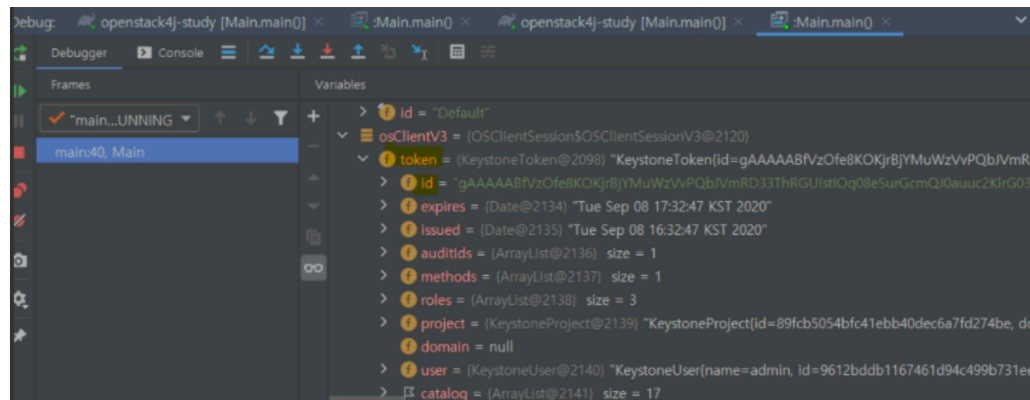 Debug: openstack4j-study [Main.main()] × :Main.main() × openstack4j-study [Main.main()] × :Main.main() ×
Debugger Console
Frames Variables
"main...UNNING
main:40, Main
id = "Default"
osClientV3 = {OSClientSession$OSClientSessionV3@2120}
token = {KeystoneToken@2098} "KeystoneToken{id=gAAAAABfVzOfe8KOKjrBjYMuWzVvPQbJVmR
id = "gAAAAABfVzOfe8KOKjrBjYMuWzVvPQbJVmRD33ThRGUIstIOq08eSurGcmQJ0auuc2KlrG03
expires = {Date@2134} "Tue Sep 08 17:32:47 KST 2020"
issued = {Date@2135} "Tue Sep 08 16:32:47 KST 2020"
auditIds = {ArrayList@2136} size = 1
methods = {ArrayList@2137} size = 1
roles = {ArrayList@2138} size = 3
project = {KeystoneProject@2139} "KeystoneProject{id=89fcb5054bfc41ebb40dec6a7fd274be, do
domain = null
user = {KeystoneUser@2140} "KeystoneUser{name=admin, id=9612bddb1167461d94c499b731ee
catalog = {ArrayList@2141} size = 17